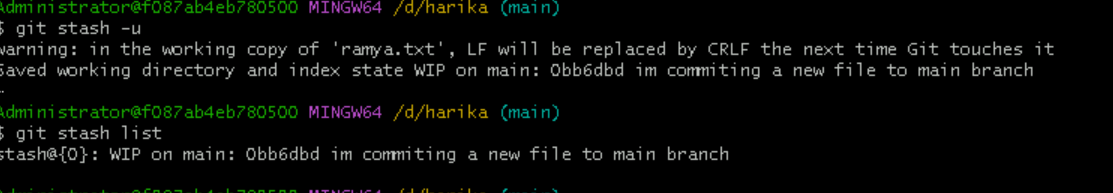 Administrator@f087ab4eb780500 MINGW64 /d/harika (main)
$ git stash -u
warning: in the working copy of 'ramya.txt', LF will be replaced by CRLF the next time Git touches it
Saved working directory and index state WIP on main: 0bb6dbd im commiting a new file to main branch
Administrator@f087ab4eb780500 MINGW64 /d/harika (main)
$ git stash list
stash@{0}: WIP on main: 0bb6dbd im commiting a new file to main branch